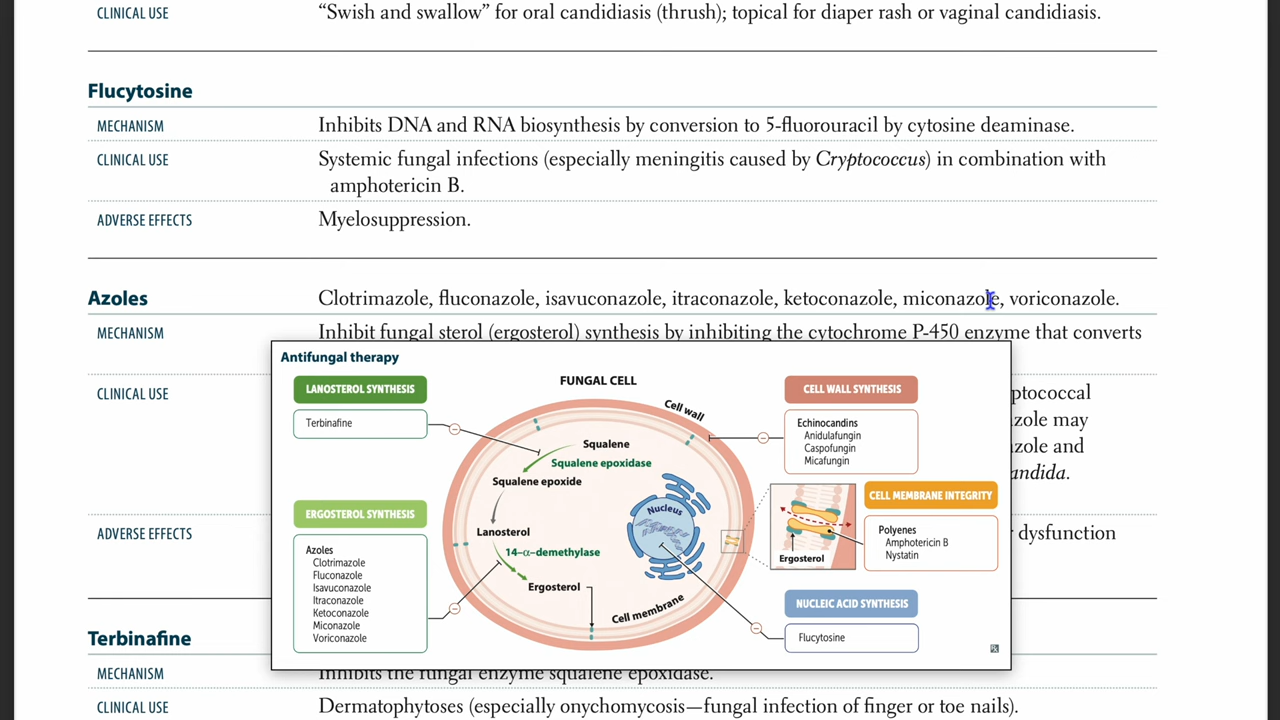 CLINICAL USE “Swish and swallow” for oral candidiasis (thrush); topical for diaper rash or vaginal candidiasis.
Flucytosine
MECHANISM Inhibits DNA and RNA biosynthesis by conversion to 5-fluorouracil by cytosine deaminase.
CLINICAL USE Systemic fungal infections (especially meningitis caused by Cryptococcus) in combination with
amphotericin B.
ADVERSE EFFECTS Myelosuppression.
Azoles Clotrimazole, fluconazole, isavuconazole, itraconazole, ketoconazole, miconazole, voriconazole.
MECHANISM Inhibit fungal sterol (ergosterol) synthesis by inhibiting the cytochrome P-450 enzyme that converts
CLINICAL USE
andida.
ADVERSE EFFECTS dysfunction
Antifungal therapy
LANOSTEROL SYNTHESIS
Terbinafine
ERGOSTEROL SYNTHESIS
Azoles
Clotrimazole
Fluconazole
Isavuconazole
Itraconazole
Ketoconazole
Miconazole
Voriconazole
FUNGAL CELL
Cell wall
Squalene
Squalene epoxidase
Squalene epoxide
Lanosterol
14-α-demethylase
Ergosterol
Nucleus
Cell membrane
CELL WALL SYNTHESIS
Echinocandins
Anidulafungin
Caspofungin
Micafungin
CELL MEMBRANE INTEGRITY
Polyenes
Amphotericin B
Nystatin
Ergosterol
NUCLEIC ACID SYNTHESIS
Flucytosine
Terbinafine
MECHANISM Inhibits the fungal enzyme squalene epoxidase.
CLINICAL USE Dermatophytoses (especially onychomycosis—fungal infection of finger or toe nails).